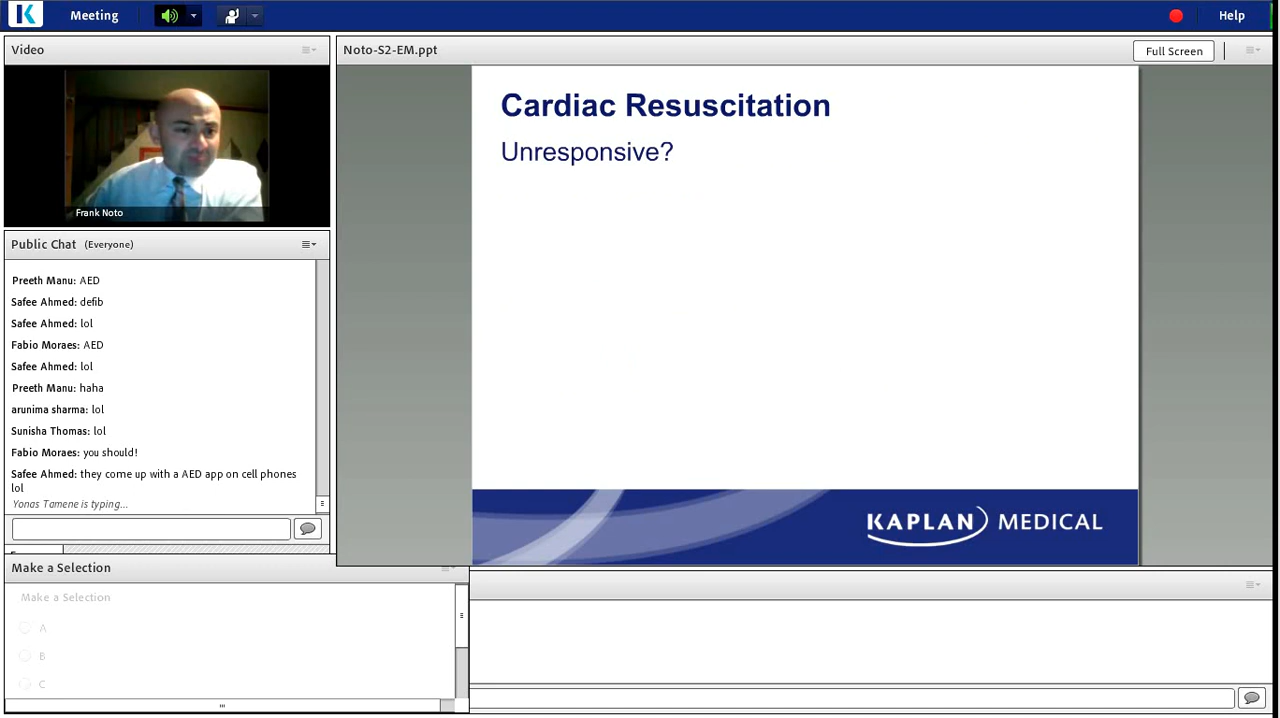 K
Meeting
Help
Video
Frank Noto
Public Chat (Everyone)
Preeth Manu: AED
Safee Ahmed: defib
Safee Ahmed: lol
Fabio Moraes: AED
Safee Ahmed: lol
Preeth Manu: haha
arunima sharma: lol
Sunisha Thomas: lol
Fabio Moraes: you should!
Safee Ahmed: they come up with a AED app on cell phones
lol
Yonas Tamene is typing...
Make a Selection
Make a Selection
A
B
C
Noto-S2-EM.ppt
Full Screen
Cardiac Resuscitation
Unresponsive?
KAPLAN MEDICAL